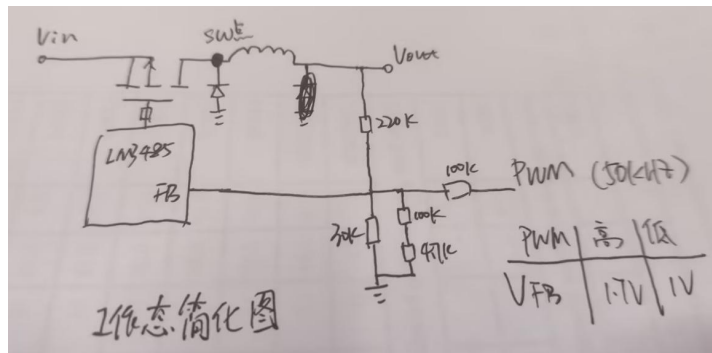 Vin
SW点
Vout
220K
LM3485
FB
100K
PWM (50KHZ)
30K
100K
47K
PWM 高 低
VFB 1.7V 1V
工作态简化图